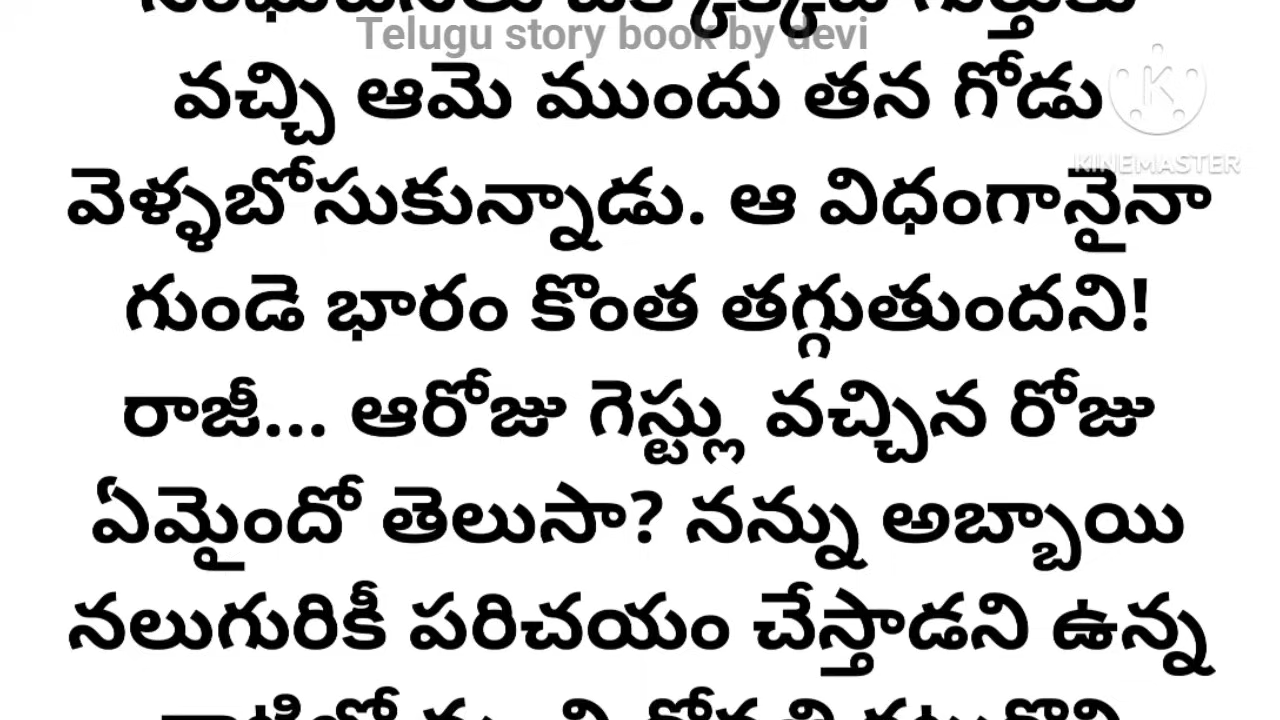 Telugu story book by devi
వచ్చి ఆమె ముందు తన గోడు
KINEMASTER
వెళ్ళబోసుకున్నాడు. ఆ విధంగానైనా
గుండె భారం కొంత తగ్గుతుందని!
రాజీ... ఆరోజు గెస్ట్లు వచ్చిన రోజు
ఏమైందో తెలుసా? నన్ను అబ్బాయి
నలుగురికీ పరిచయం చేస్తాడని ఉన్న